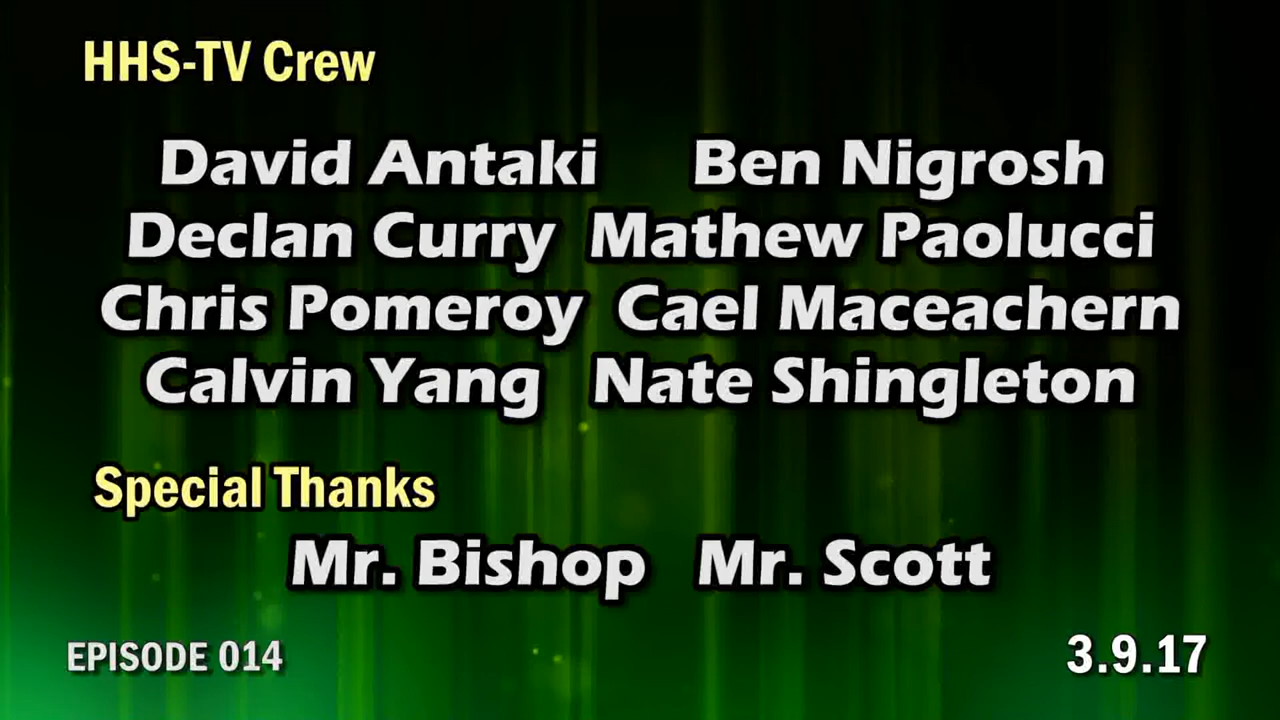 HHS-TV Crew
David Antaki Ben Nigrosh
Declan Curry Mathew Paolucci
Chris Pomeroy Cael Maceachern
Calvin Yang Nate Shingleton
Special Thanks
Mr. Bishop Mr. Scott
EPISODE 014 3.9.17